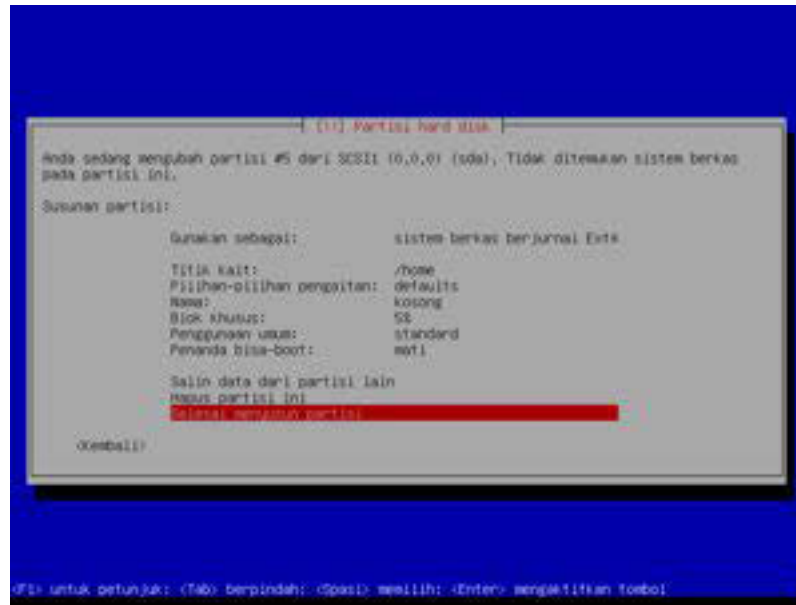 [!!] Partisi hard disk
Anda sedang mengubah partisi #5 dari SCSI1 (0,0,0) (sda). Tidak ditemukan sistem berkas
pada partisi ini.
Susunan partisi:
Gunakan sebagai: sistem berkas berjurnal Ext4
Titik kait: /home
Pilihan-pilihan pengaitan: defaults
Nama: kosong
Blok khusus: 5%
Penggunaan umum: standard
Penanda bisa-boot: mati
Salin data dari partisi lain
Hapus partisi ini
Selesai menyusun partisi
<Kembali>
<F1> untuk petunjuk; <Tab> berpindah; <Spasi> memilih; <Enter> mengaktifkan tombol